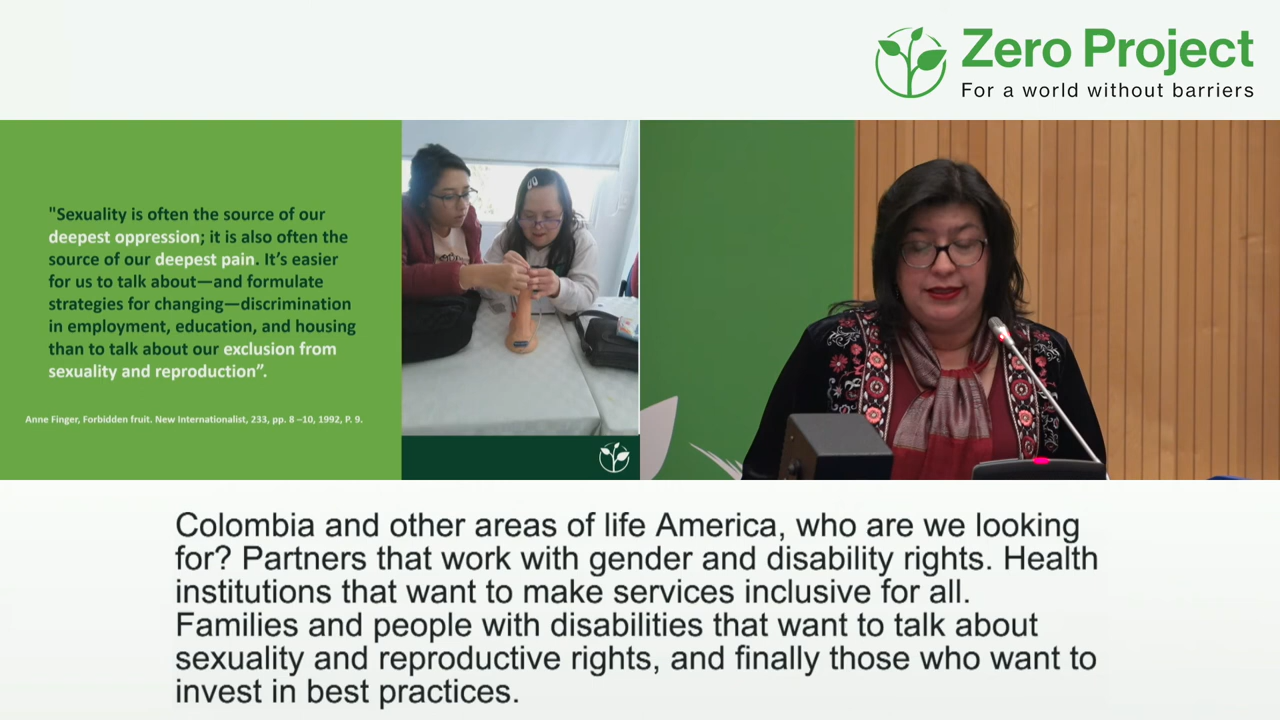 Zero Project
For a world without barriers
"Sexuality is often the source of our
deepest oppression; it is also often the
source of our deepest pain. It's easier
for us to talk about—and formulate
strategies for changing—discrimination
in employment, education, and housing
than to talk about our exclusion from
sexuality and reproduction”.
Anne Finger, Forbidden fruit. New Internationalist, 233, pp. 8 –10, 1992, P. 9.
Colombia and other areas of life America, who are we looking
for? Partners that work with gender and disability rights. Health
institutions that want to make services inclusive for all.
Families and people with disabilities that want to talk about
sexuality and reproductive rights, and finally those who want to
invest in best practices.